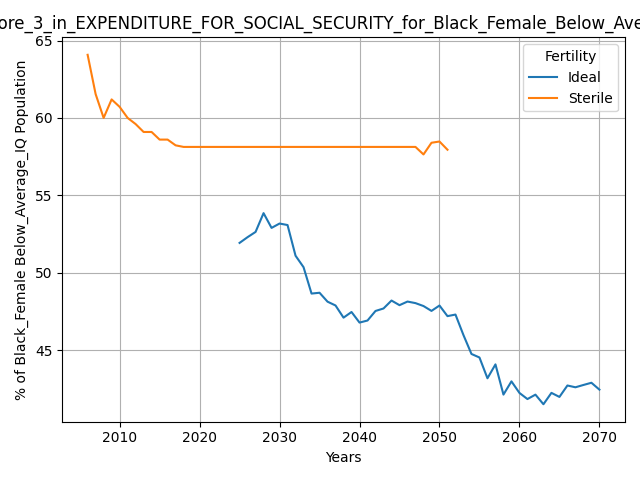 ore_3_in_EXPENDITURE_FOR_SOCIAL_SECURITY_for_Black_Female_Below_Ave
% of Black_Female Below_Average_IQ Population
65
60
55
50
45
Fertility
Ideal
Sterile
2010 2020 2030 2040 2050 2060 2070
Years